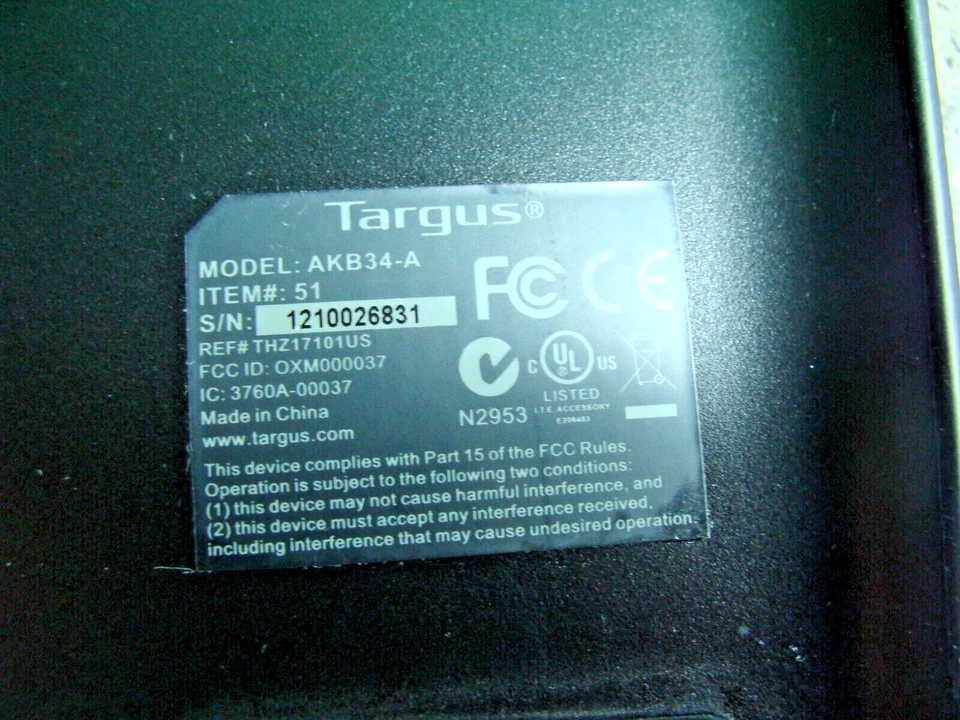 Targus®
MODEL: AKB34-A
ITEM#: 51
S/N: 1210026831
REF# THZ17101US
FCC ID: OXM000037
IC: 3760A-00037
Made in China
www.targus.com
FC CE
N2953
C UL ® US
LISTED
I.T.E. ACCESSORY
This device complies with Part 15 of the FCC Rules.
Operation is subject to the following two conditions:
(1) this device may not cause harmful interference, and
(2) this device must accept any interference received,
including interference that may cause undesired operation.